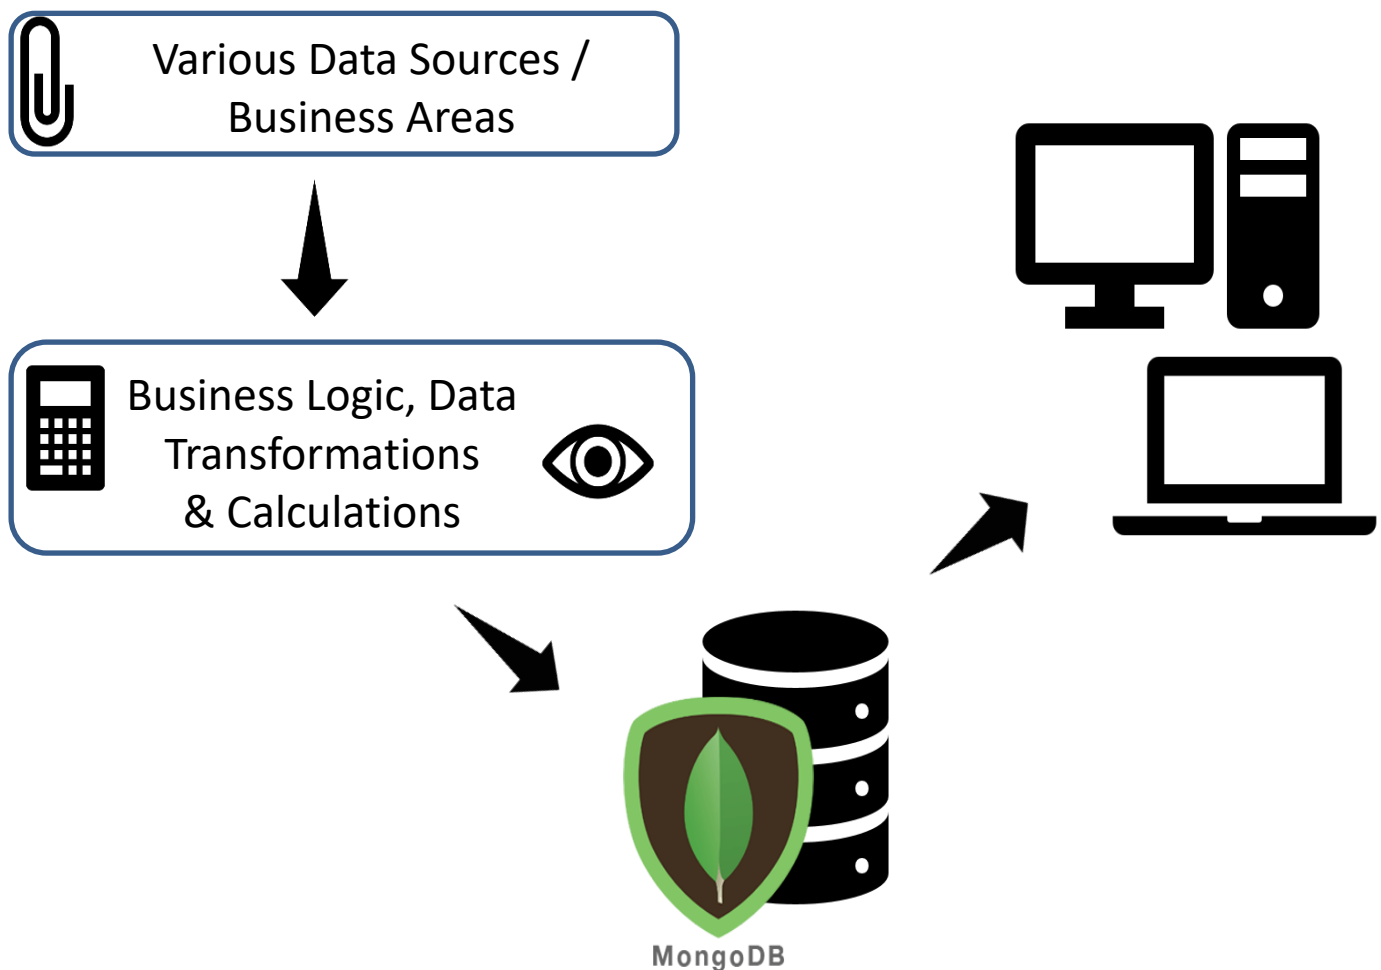 Various Data Sources /
Business Areas
Business Logic, Data
Transformations
& Calculations
MongoDB